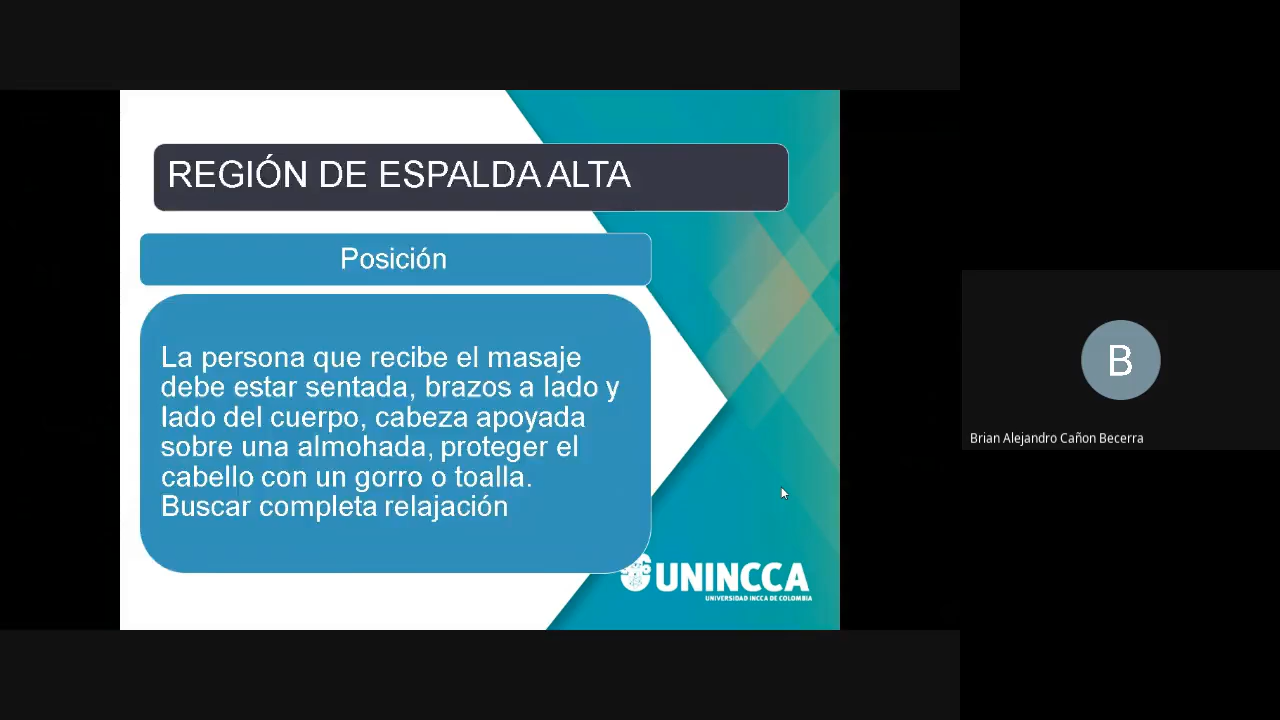 REGIÓN DE ESPALDA ALTA
Posición
La persona que recibe el masaje
debe estar sentada, brazos a lado y
lado del cuerpo, cabeza apoyada
sobre una almohada, proteger el
cabello con un gorro o toalla.
Buscar completa relajación
UNINCCA
UNIVERSIDAD INCCA DE COLOMBIA
B
Brian Alejandro Cañon Becerra